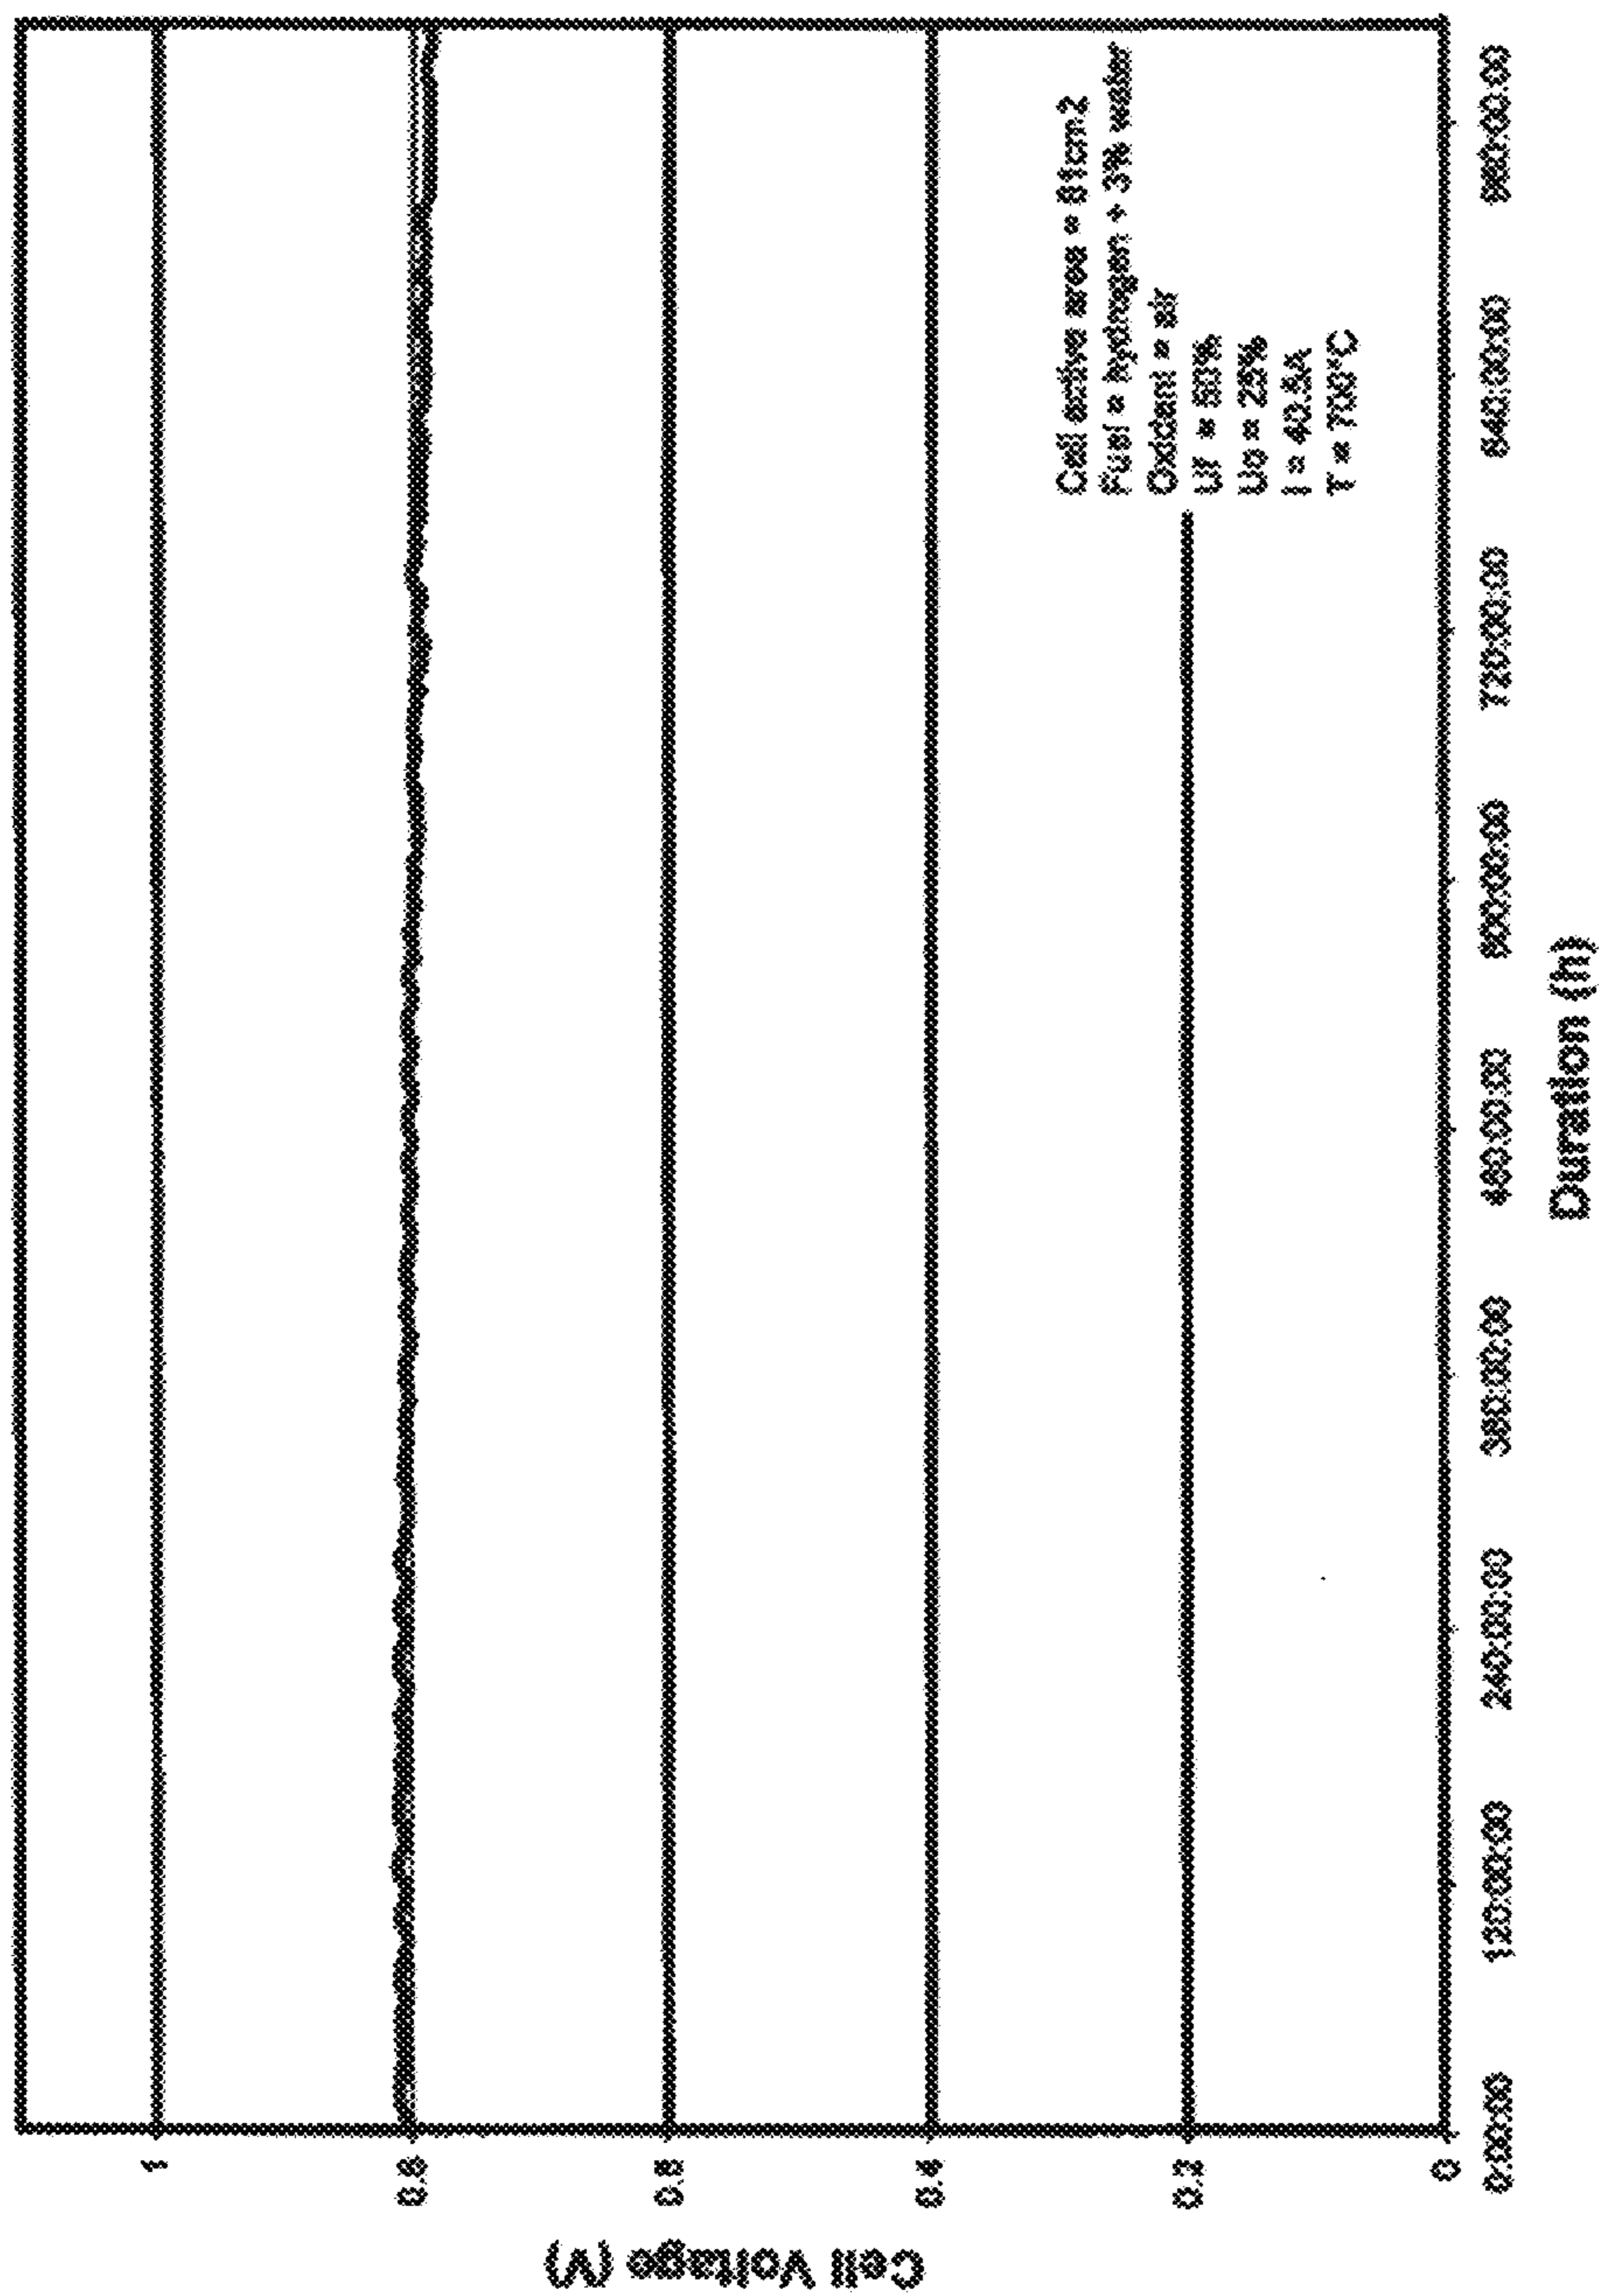 Cell Voltage (V)
1
0.8
0.6
0.4
0.2
0
Cell active area = 81cm2
Fuel = hydrogen + 3% water
Oxidant = air
Uf =
Uo = 25%
I = 40.5A
T = 700°C
0:00:00 120:00:00 240:00:00 360:00:00 480:00:00 600:00:00 720:00:00 840:00:00 960:00:00
Duration (h)